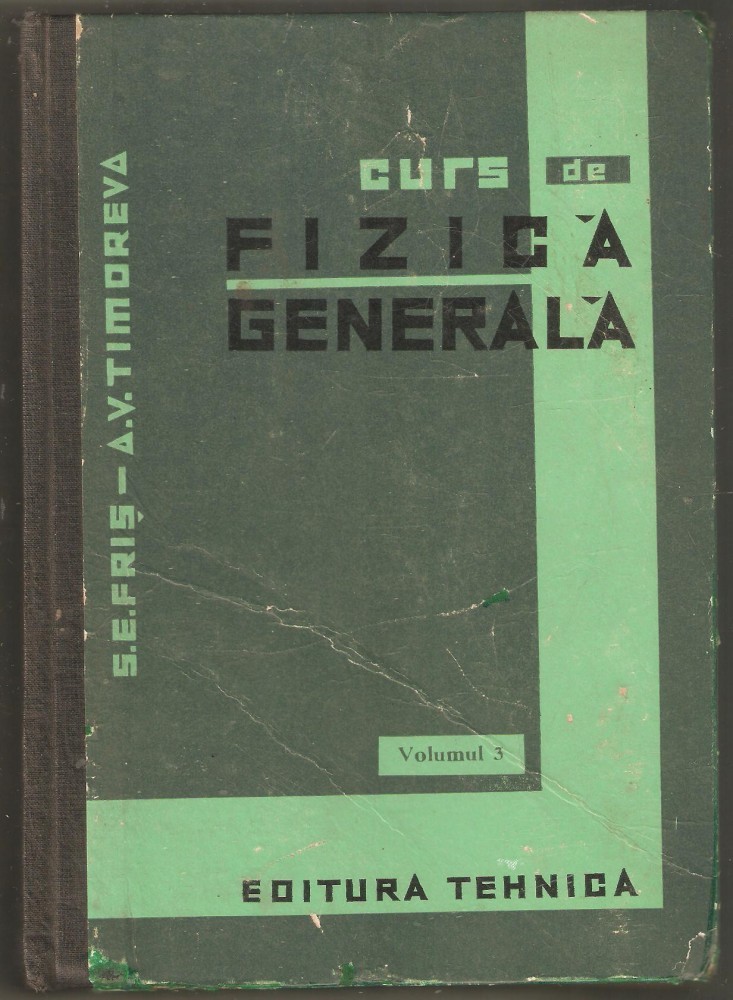 curs de
FIZICĂ
GENERALĂ
S.E.FRIȘ — A.V.TIMOREVA
Volumul 3
EDITURA TEHNICA